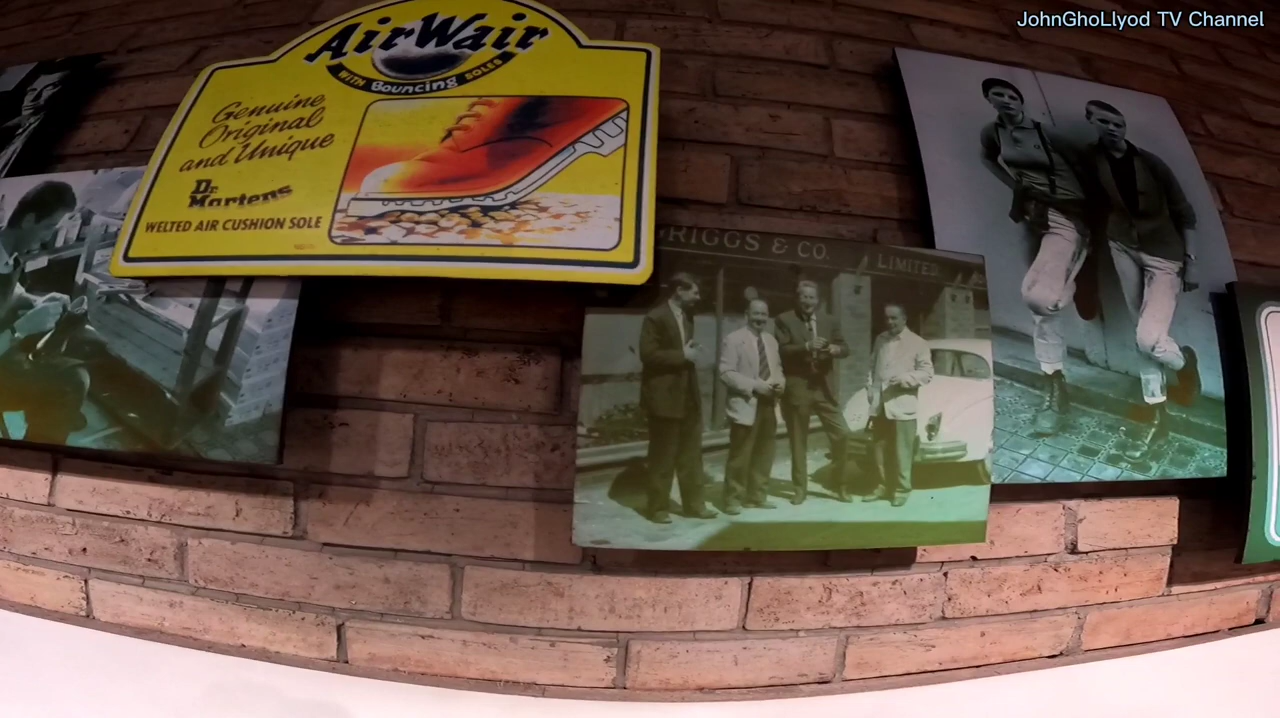 JohnGhoLlyod TV Channel
AirWair
WITH Bouncing SOLES
Genuine
Original
and Unique
Dr.
Martens
WELTED AIR CUSHION SOLE
RIGGS & CO. LIMITED